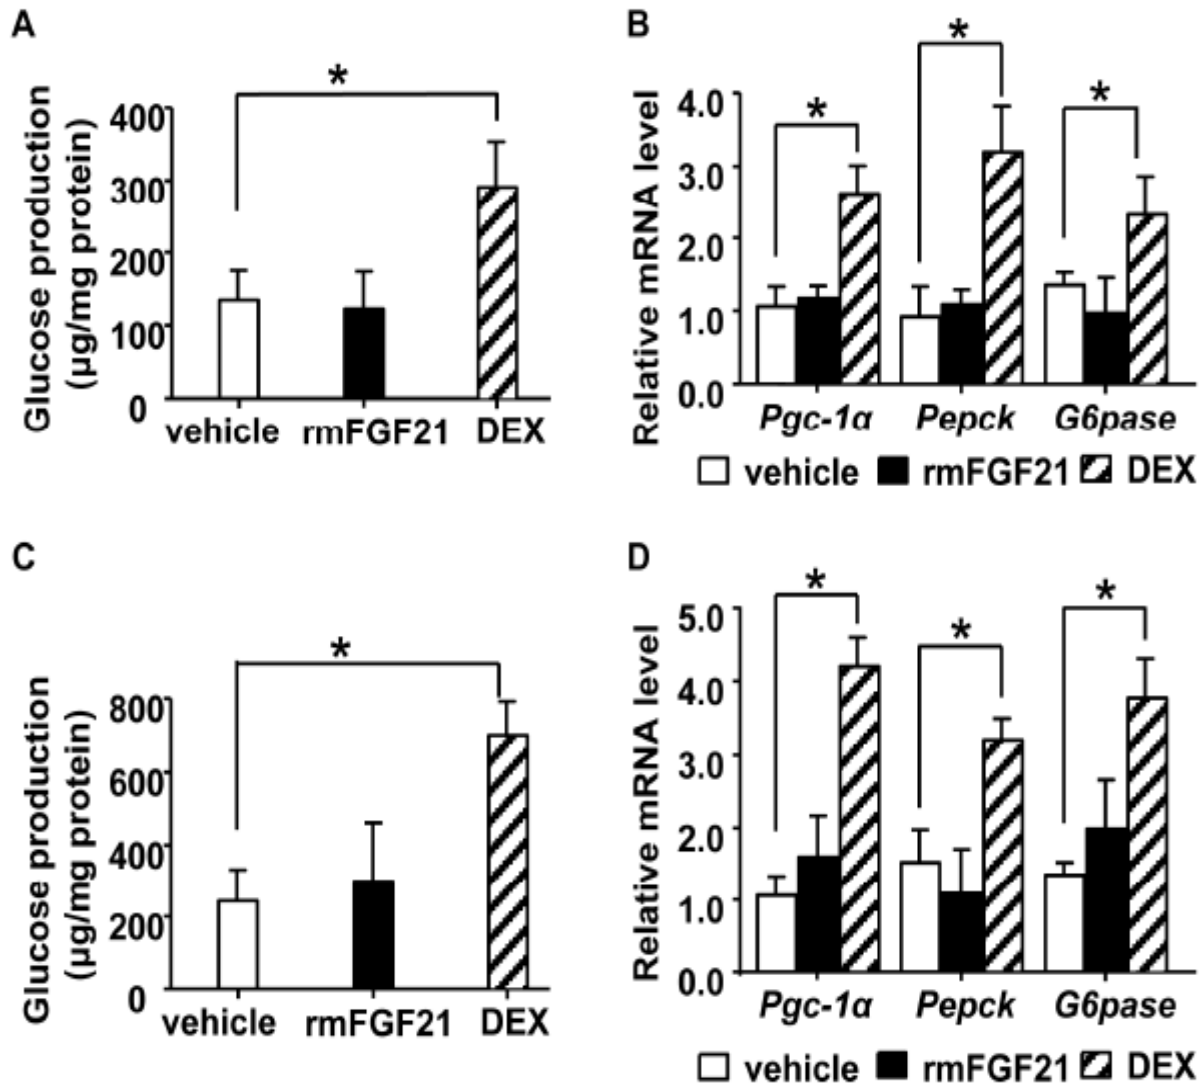 A
*
Glucose production
(µg/mg protein)
400
300
200
100
0
vehicle rmFGF21 DEX
B
*
*
*
Relative mRNA level
4.0
3.0
2.0
1.0
0.0
Pgc-1α Pepck G6pase
vehicle rmFGF21 DEX
C
*
Glucose production
(µg/mg protein)
800
600
400
200
0
vehicle rmFGF21 DEX
D
*
*
*
Relative mRNA level
5.0
4.0
3.0
2.0
1.0
0.0
Pgc-1α Pepck G6pase
vehicle rmFGF21 DEX